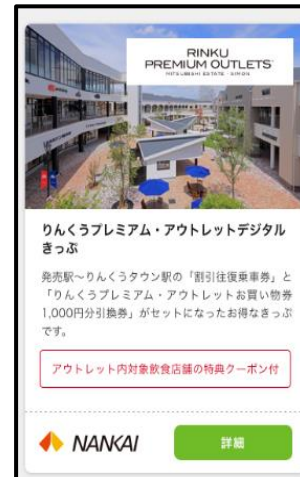 RINKU
PREMIUM OUTLETS
MITSUBISHI ESTATE · SIMON
りんくうプレミアム・アウトレットデジタル
きっぷ
発売駅～りんくうタウン駅の「割引往復乗車券」と
「りんくうプレミアム・アウトレットお買い物券
1,000円分引換券」がセットになったお得なきっぷ
です。
アウトレット内対象飲食店舗の特典クーポン付
NANKAI
詳細